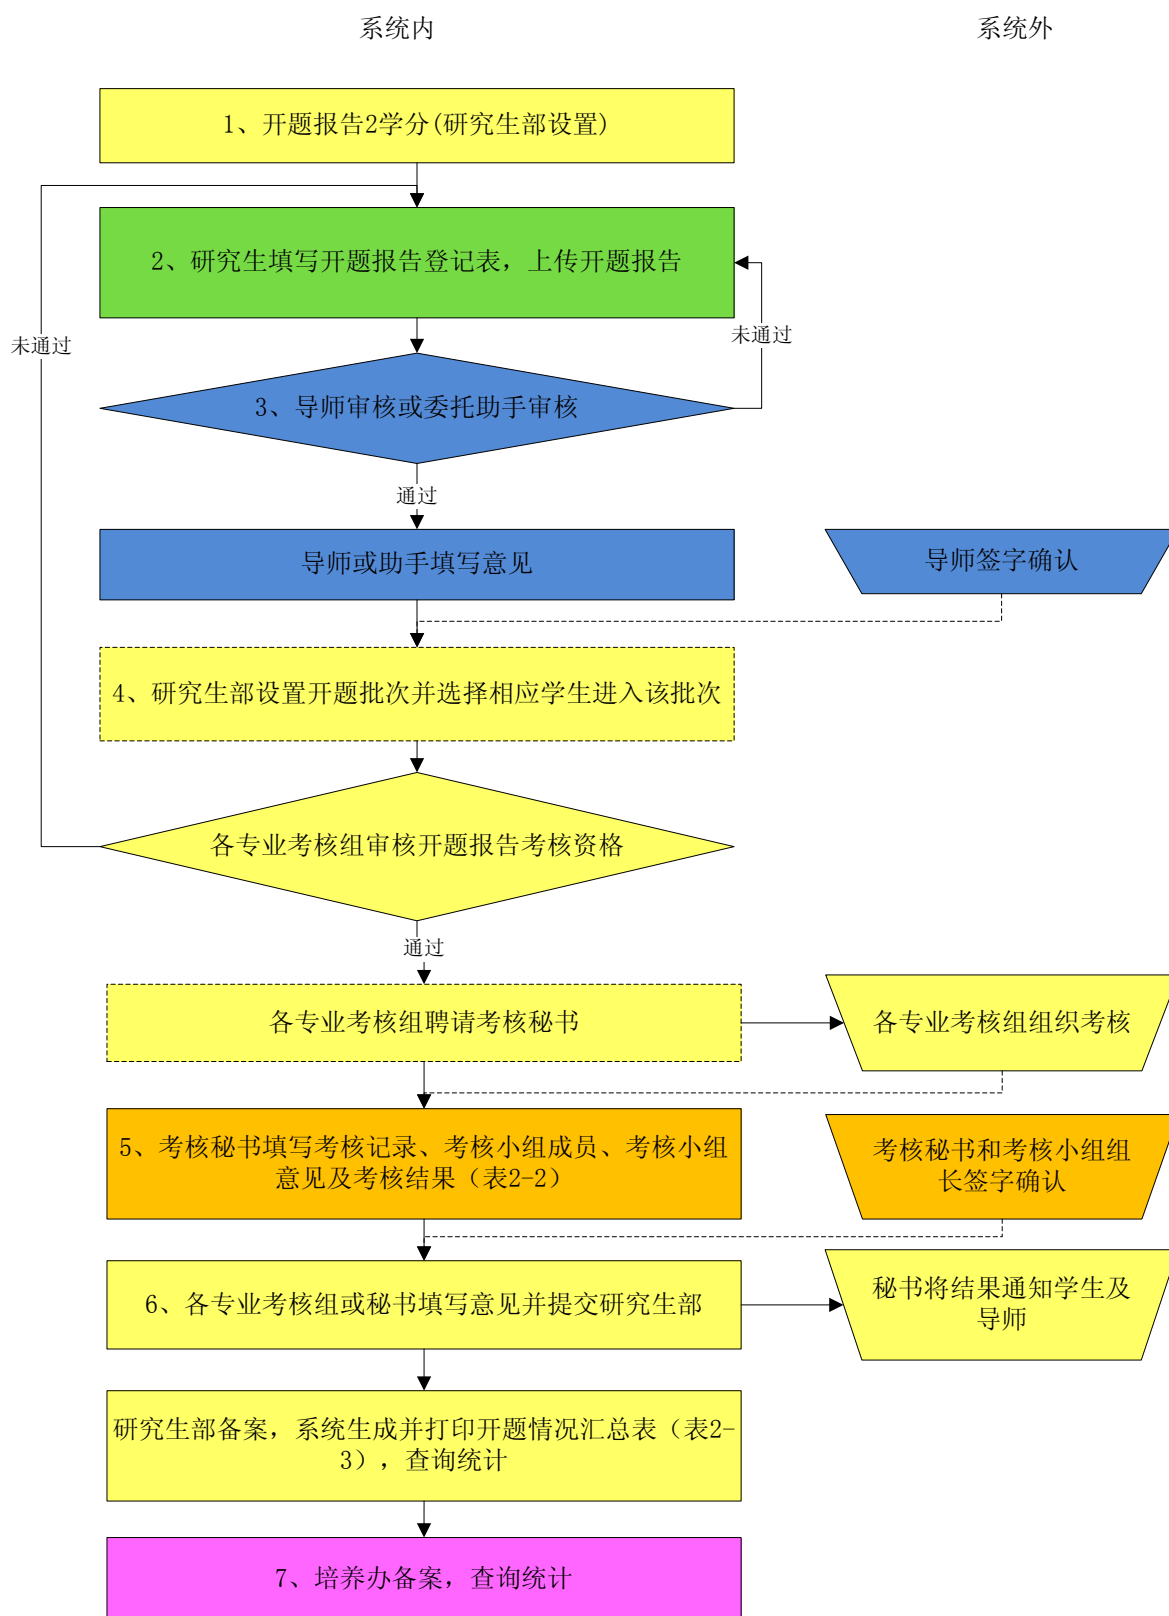 系统内
系统外
1、开题报告2学分(研究生部设置)
2、研究生填写开题报告登记表，上传开题报告
未通过
未通过
3、导师审核或委托助手审核
通过
导师或助手填写意见
导师签字确认
4、研究生部设置开题批次并选择相应学生进入该批次
各专业考核组审核开题报告考核资格
通过
各专业考核组聘请考核秘书
各专业考核组组织考核
5、考核秘书填写考核记录、考核小组成员、考核小组
意见及考核结果（表2-2）
考核秘书和考核小组组
长签字确认
6、各专业考核组或秘书填写意见并提交研究生部
秘书将结果通知学生及
导师
研究生部备案，系统生成并打印开题情况汇总表（表2-
3），查询统计
7、培养办备案，查询统计